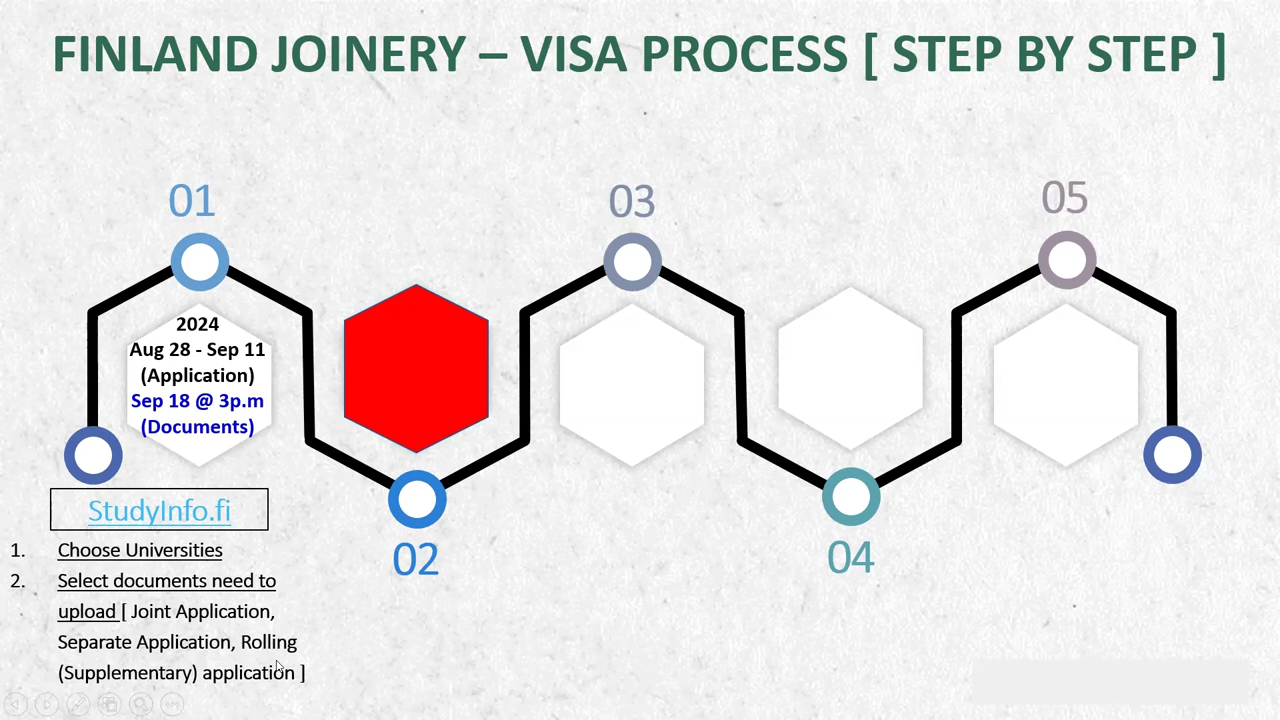 FINLAND JOINERY – VISA PROCESS [ STEP BY STEP ]
01
03
05
2024
Aug 28 - Sep 11
(Application)
Sep 18 @ 3p.m
(Documents)
StudyInfo.fi
02
04
1. Choose Universities
2. Select documents need to
upload [ Joint Application,
Separate Application, Rolling
(Supplementary) application ]